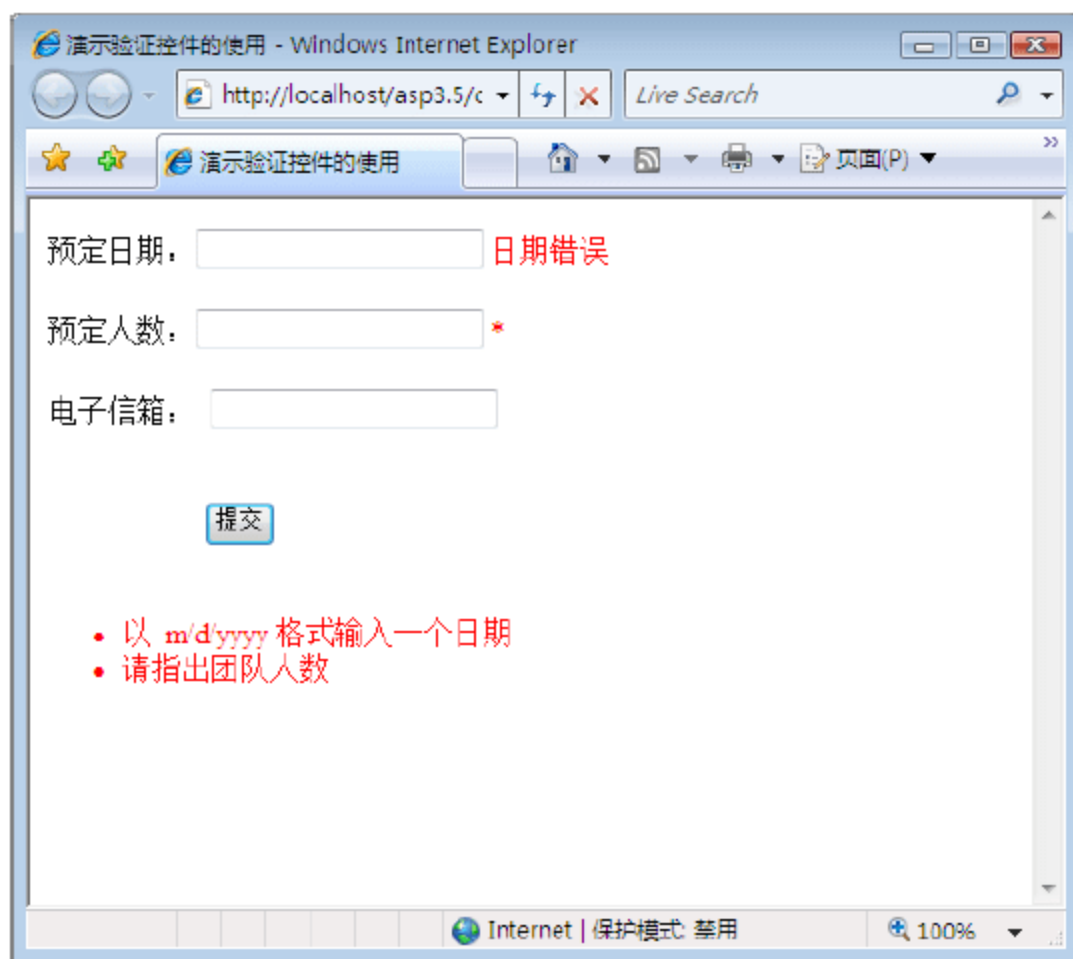 演示验证控件的使用 - Windows Internet Explorer
http://localhost/asp3.5/c
Live Search
演示验证控件的使用
页面(P)
»
预定日期: 日期错误
预定人数: *
电子信箱:
提交
• 以 m/d/yyyy 格式输入一个日期
• 请指出团队人数
Internet | 保护模式: 禁用
100%